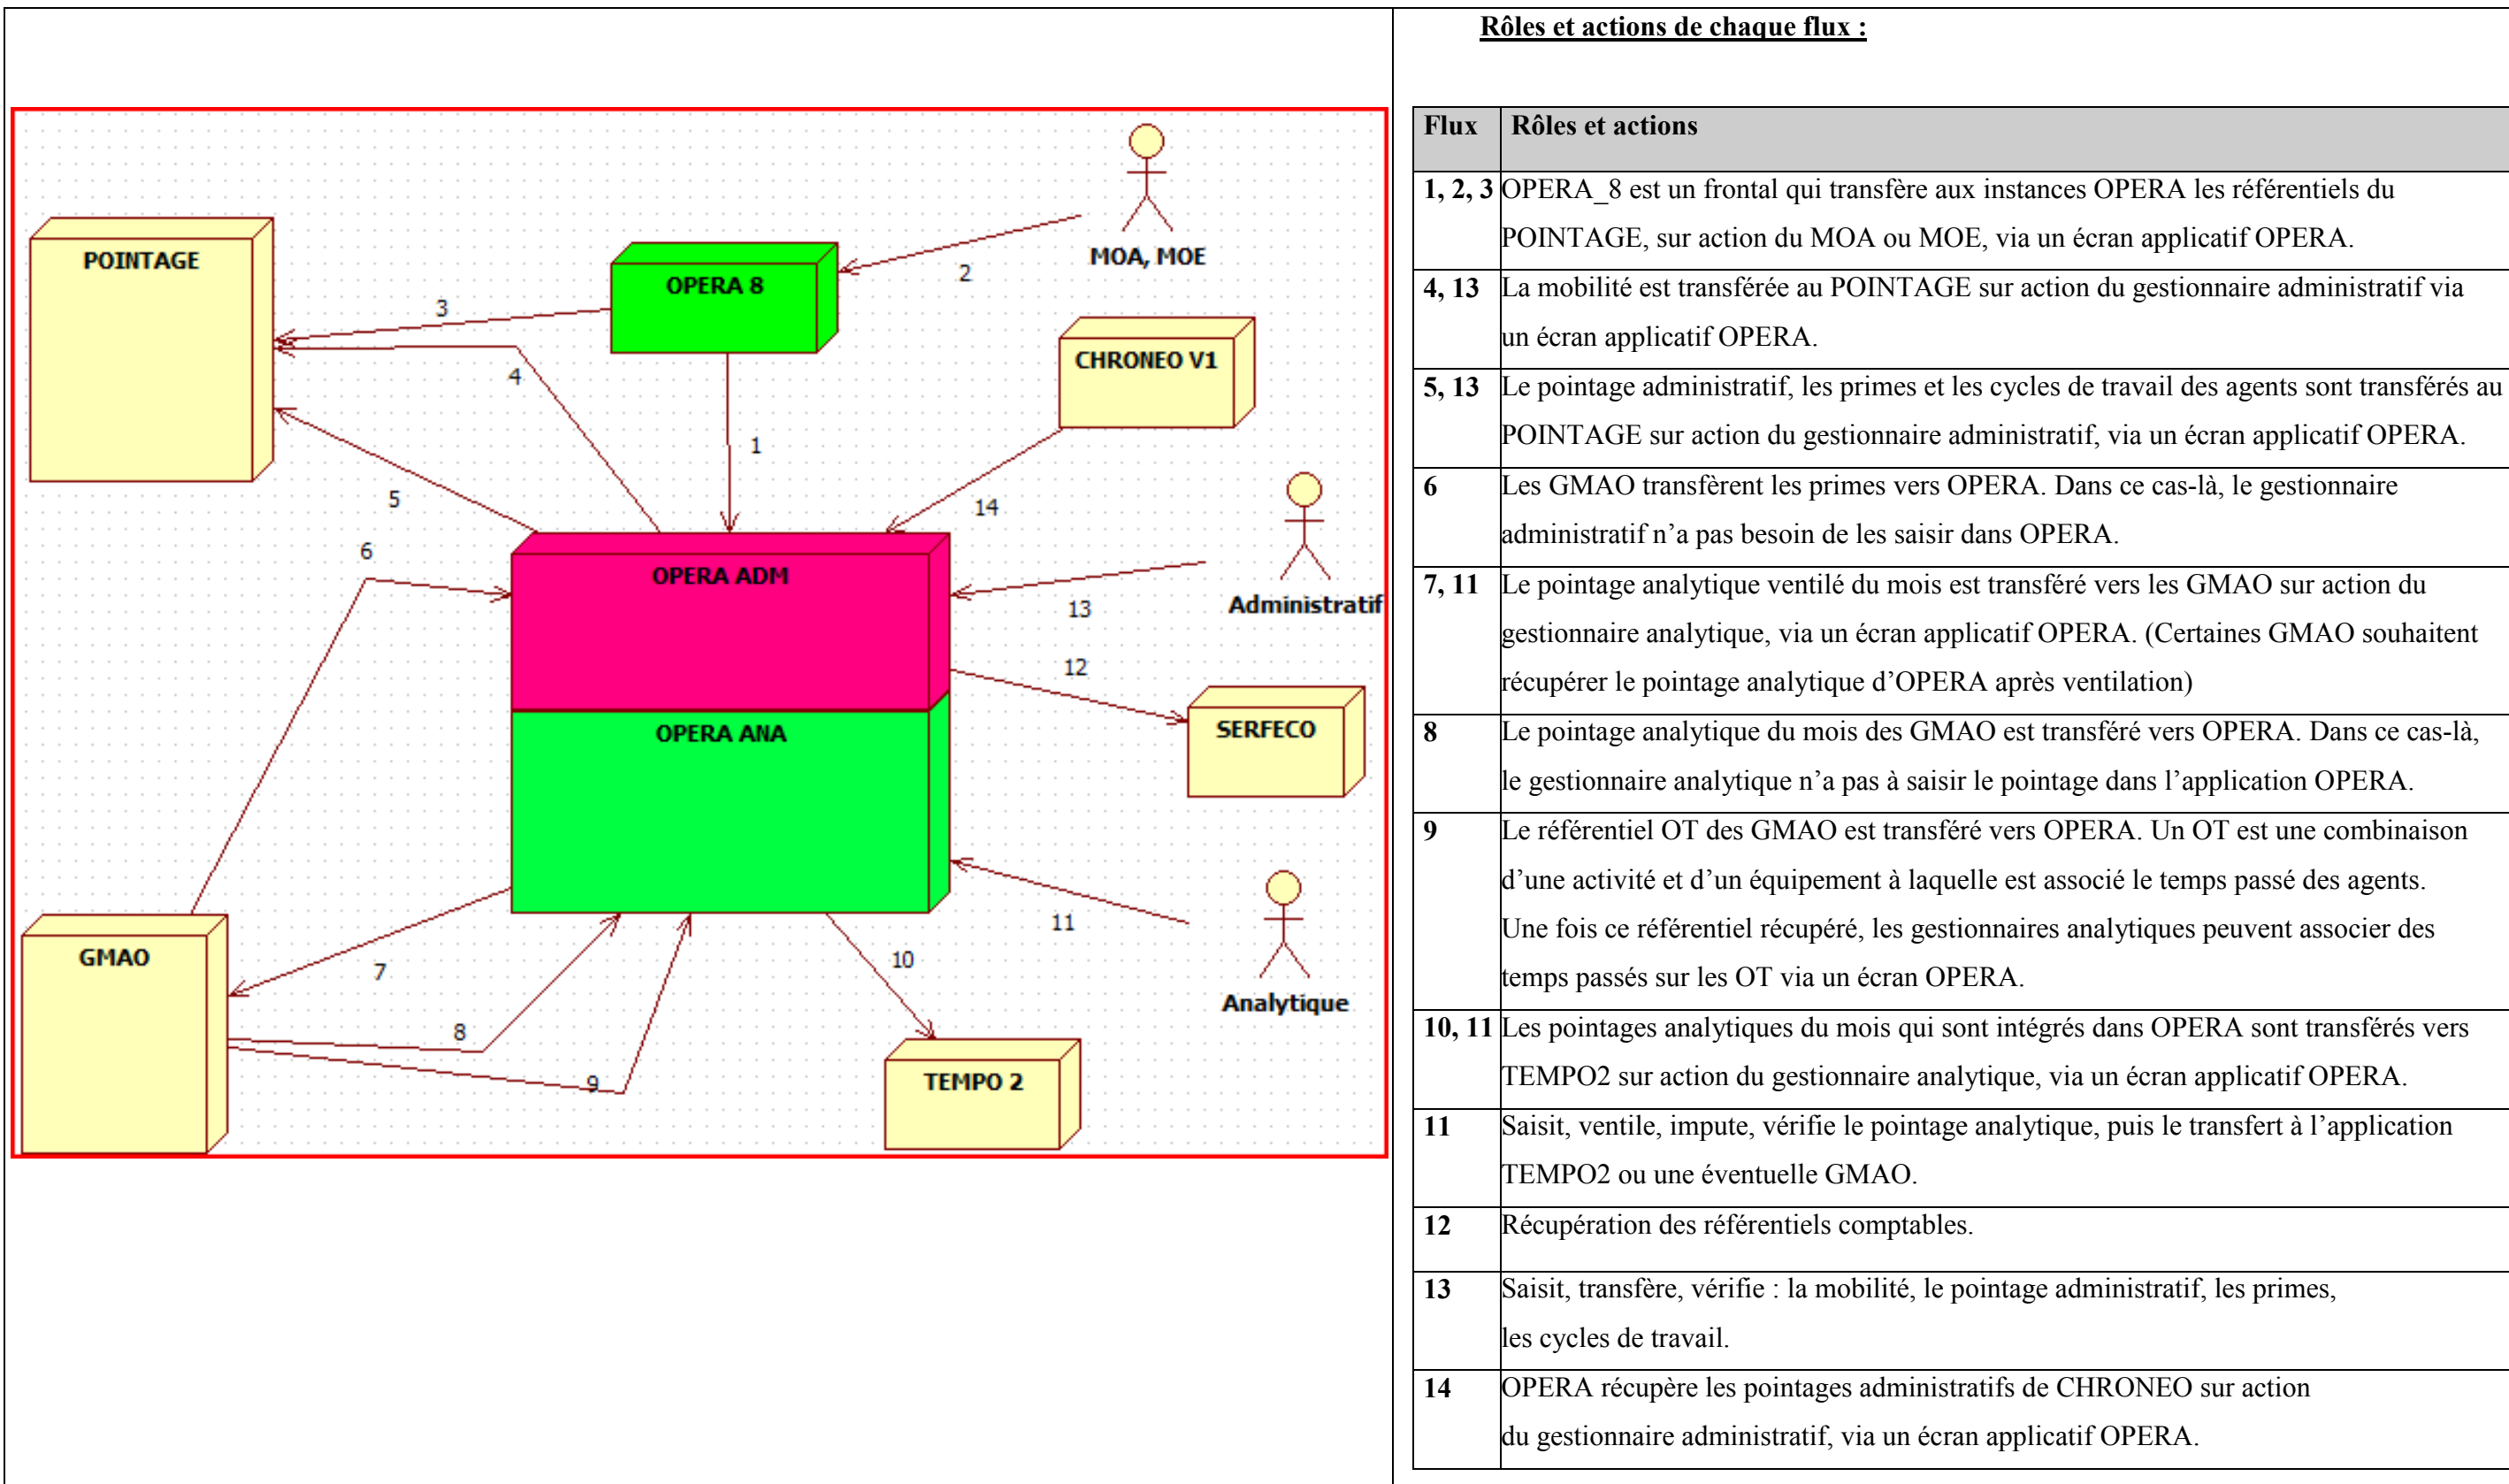 Rôles et actions de chaque flux :
MOA, MOE
POINTAGE
OPERA 8
2
3
CHRONEO V1
4
1
5
14
6
OPERA ADM
13
Administratif
12
OPERA ANA
SERFECO
11
GMAO
7
10
Analytique
8
9
TEMPO 2
Flux Rôles et actions
1, 2, 3 OPERA_8 est un frontal qui transfère aux instances OPERA les référentiels du
POINTAGE, sur action du MOA ou MOE, via un écran applicatif OPERA.
4, 13 La mobilité est transférée au POINTAGE sur action du gestionnaire administratif via
un écran applicatif OPERA.
5, 13 Le pointage administratif, les primes et les cycles de travail des agents sont transférés au
POINTAGE sur action du gestionnaire administratif, via un écran applicatif OPERA.
6 Les GMAO transfèrent les primes vers OPERA. Dans ce cas-là, le gestionnaire
administratif n’a pas besoin de les saisir dans OPERA.
7, 11 Le pointage analytique ventilé du mois est transféré vers les GMAO sur action du
gestionnaire analytique, via un écran applicatif OPERA. (Certaines GMAO souhaitent
récupérer le pointage analytique d’OPERA après ventilation)
8 Le pointage analytique du mois des GMAO est transféré vers OPERA. Dans ce cas-là,
le gestionnaire analytique n’a pas à saisir le pointage dans l’application OPERA.
9 Le référentiel OT des GMAO est transféré vers OPERA. Un OT est une combinaison
d’une activité et d’un équipement à laquelle est associé le temps passé des agents.
Une fois ce référentiel récupéré, les gestionnaires analytiques peuvent associer des
temps passés sur les OT via un écran OPERA.
10, 11 Les pointages analytiques du mois qui sont intégrés dans OPERA sont transférés vers
TEMPO2 sur action du gestionnaire analytique, via un écran applicatif OPERA.
11 Saisit, ventile, impute, vérifie le pointage analytique, puis le transfert à l’application
TEMPO2 ou une éventuelle GMAO.
12 Récupération des référentiels comptables.
13 Saisit, transfère, vérifie : la mobilité, le pointage administratif, les primes,
les cycles de travail.
14 OPERA récupère les pointages administratifs de CHRONEO sur action
du gestionnaire administratif, via un écran applicatif OPERA.